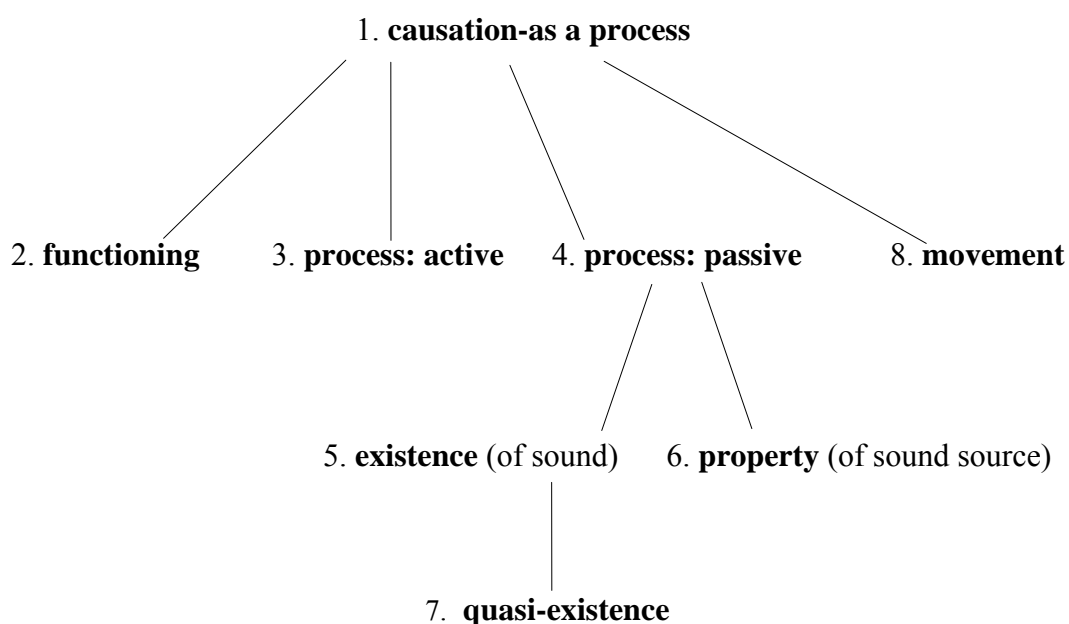 1. causation-as a process
2. functioning 3. process: active 4. process: passive 8. movement
5. existence (of sound) 6. property (of sound source)
7. quasi-existence